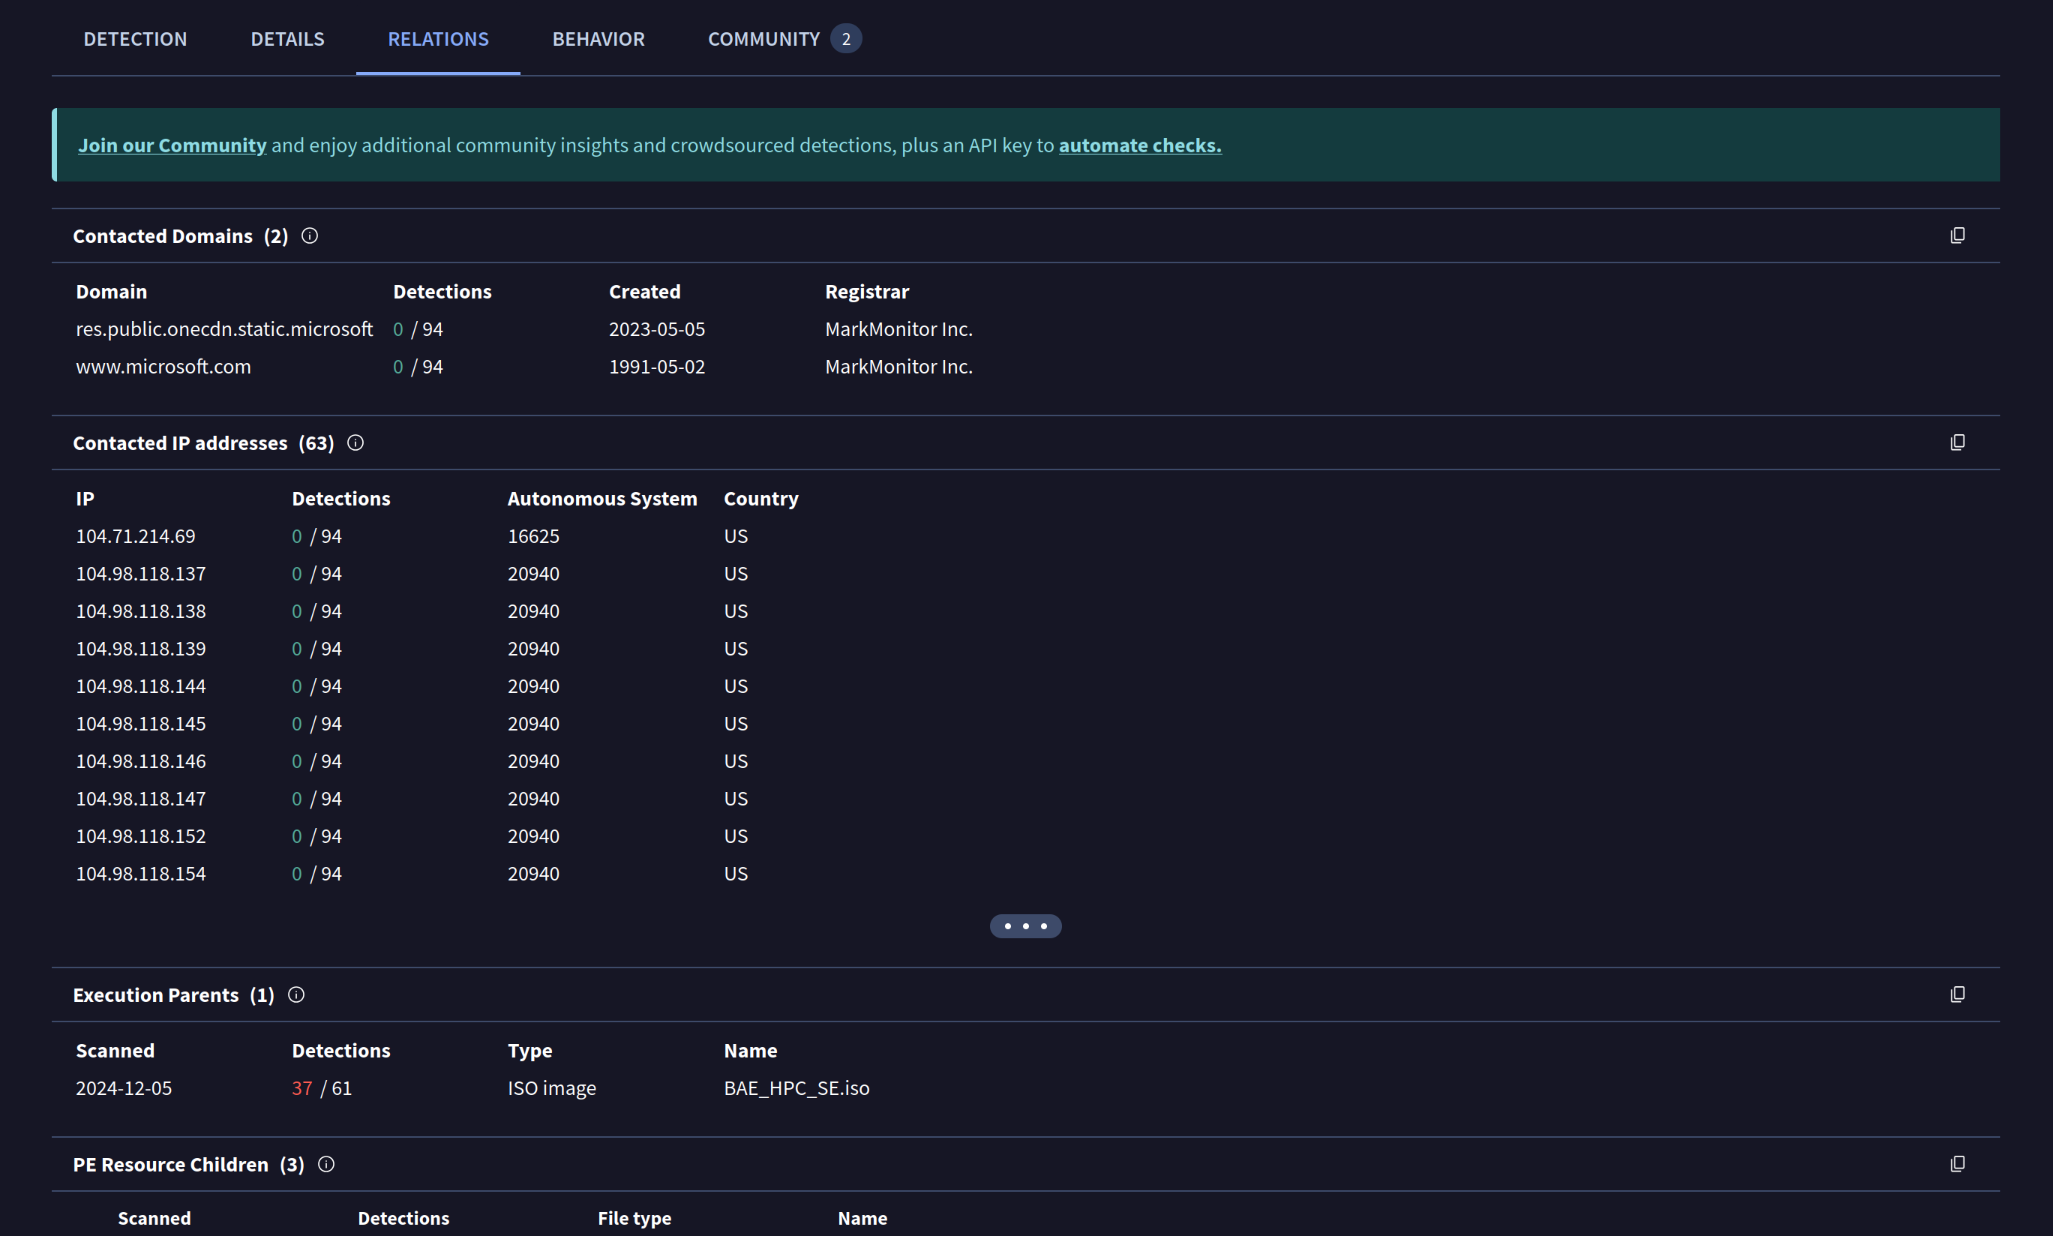 DETECTION DETAILS RELATIONS BEHAVIOR COMMUNITY 2
Join our Community and enjoy additional community insights and crowdsourced detections, plus an API key to automate checks.
Contacted Domains (2)
Domain Detections Created Registrar
res.public.onecdn.static.microsoft 0 / 94 2023-05-05 MarkMonitor Inc.
www.microsoft.com 0 / 94 1991-05-02 MarkMonitor Inc.
Contacted IP addresses (63)
IP Detections Autonomous System Country
104.71.214.69 0 / 94 16625 US
104.98.118.137 0 / 94 20940 US
104.98.118.138 0 / 94 20940 US
104.98.118.139 0 / 94 20940 US
104.98.118.144 0 / 94 20940 US
104.98.118.145 0 / 94 20940 US
104.98.118.146 0 / 94 20940 US
104.98.118.147 0 / 94 20940 US
104.98.118.152 0 / 94 20940 US
104.98.118.154 0 / 94 20940 US
Execution Parents (1)
Scanned Detections Type Name
2024-12-05 37 / 61 ISO image BAE_HPC_SE.iso
PE Resource Children (3)
Scanned Detections File type Name